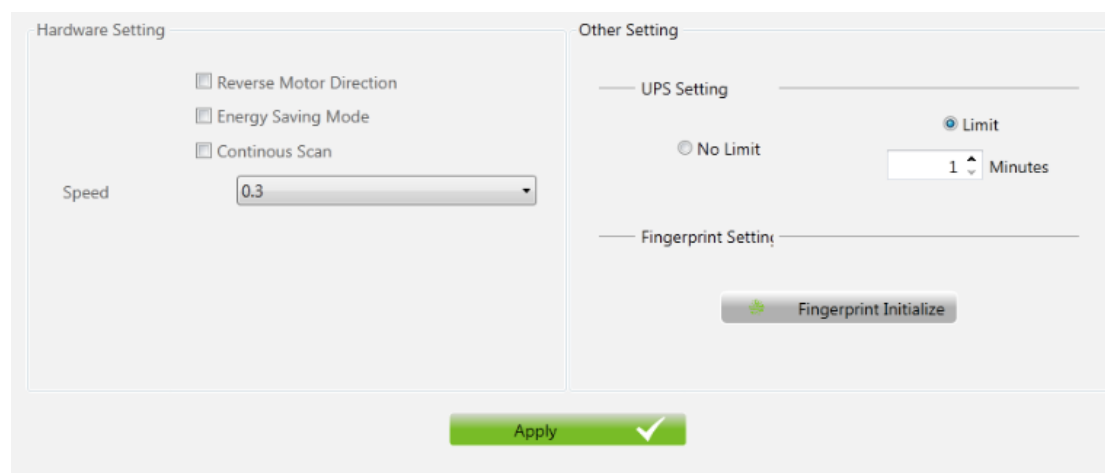 Hardware Setting
Reverse Motor Direction
Energy Saving Mode
Continous Scan
Speed
0.3
Other Setting
UPS Setting
No Limit
Limit
1 Minutes
Fingerprint Setting
Fingerprint Initialize
Apply